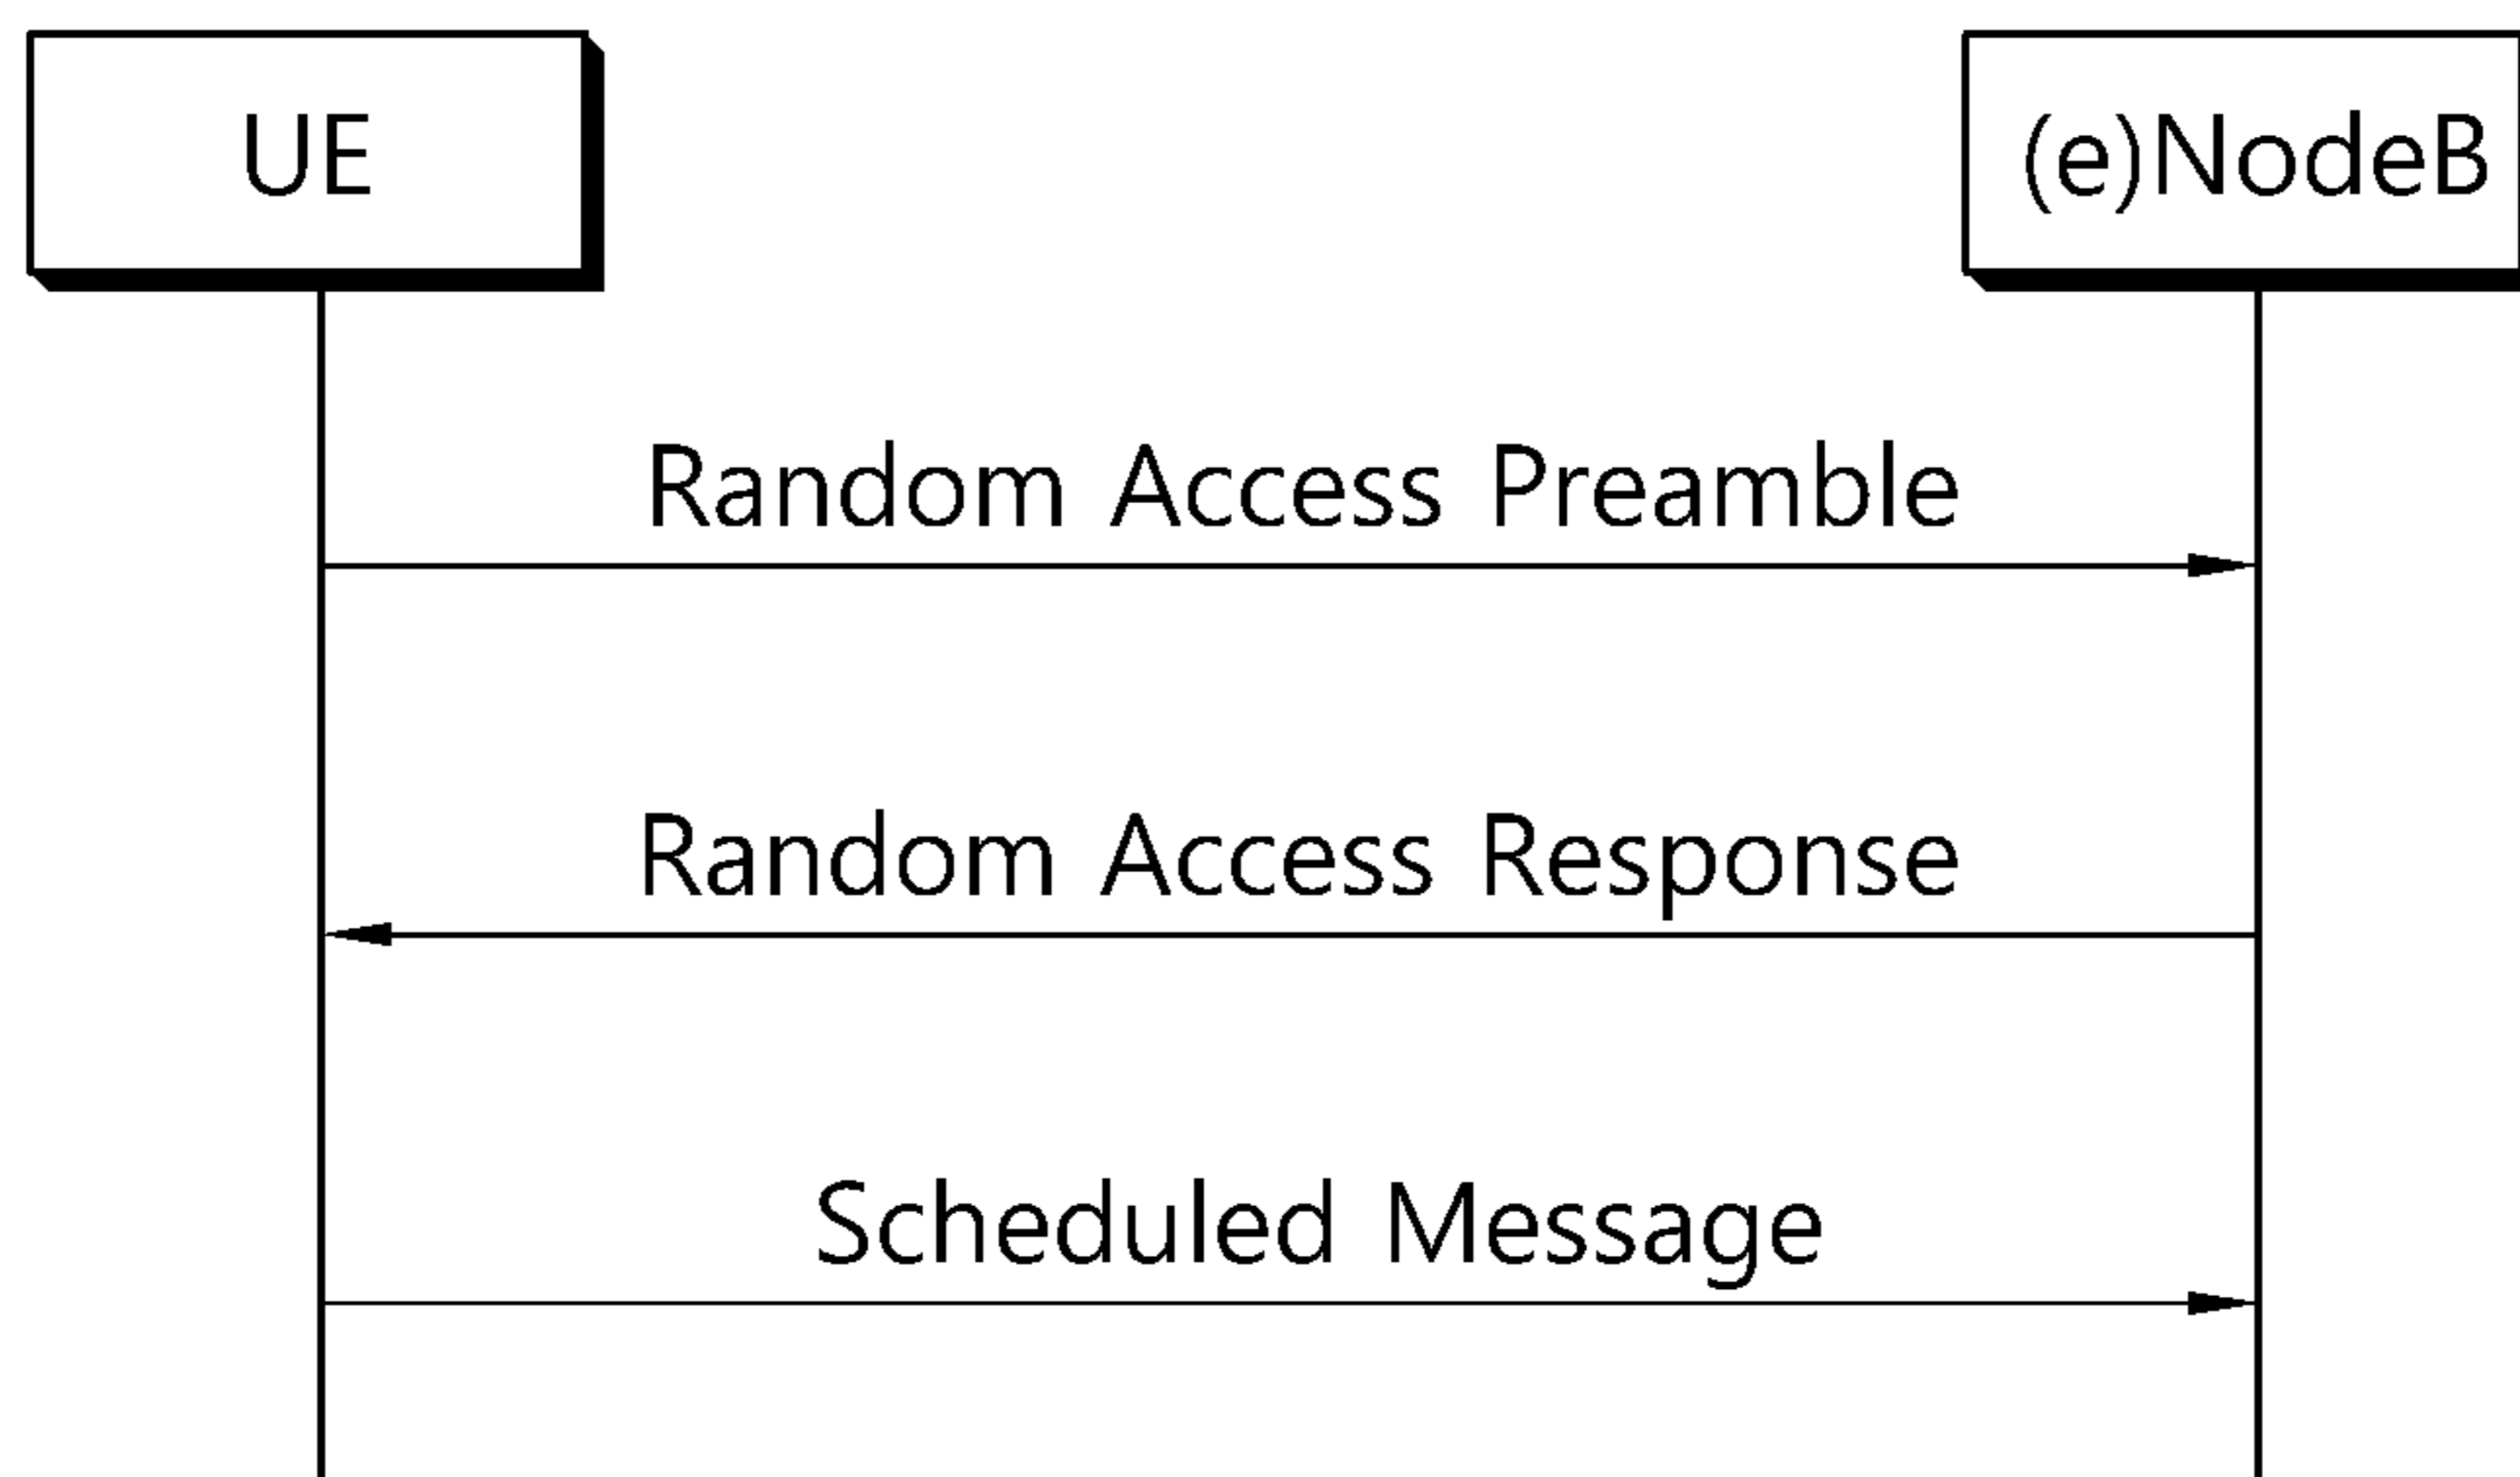 UE
(e)NodeB
Random Access Preamble
Random Access Response
Scheduled Message